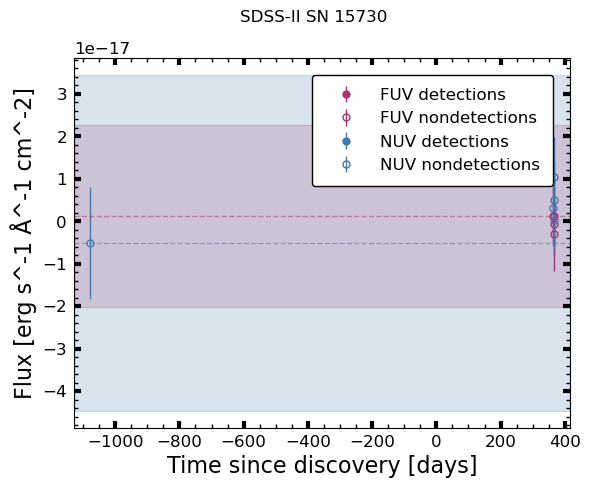 SDSS-II SN 15730
1e−17
FUV detections
FUV nondetections
NUV detections
NUV nondetections
3
2
1
0
−1
−2
−3
−4
Flux [erg s^-1 Å^-1 cm^-2]
−1000 −800 −600 −400 −200 0 200 400
Time since discovery [days]